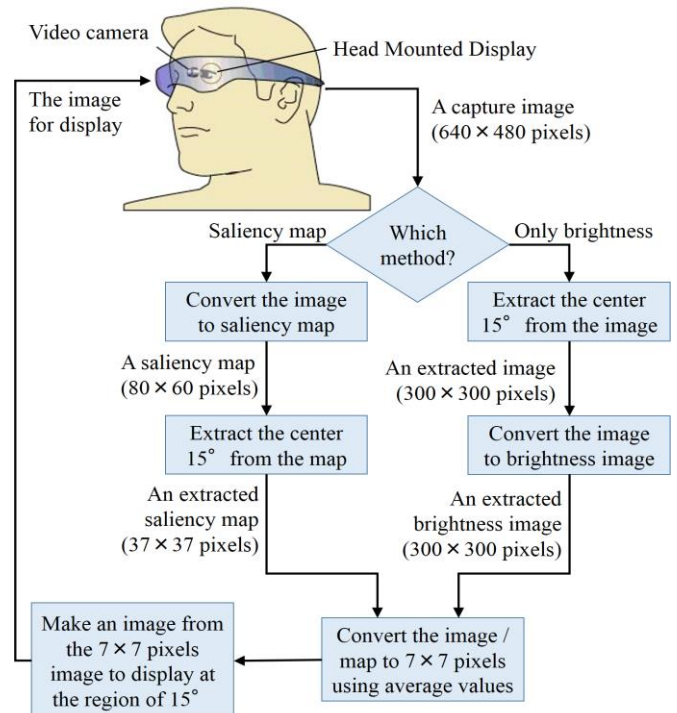 Video camera
Head Mounted Display
The image
for display
A capture image
(640 × 480 pixels)
Saliency map
Which
method?
Only brightness
Convert the image
to saliency map
Extract the center
15° from the image
A saliency map
(80 × 60 pixels)
An extracted image
(300 × 300 pixels)
Extract the center
15° from the map
Convert the image
to brightness image
An extracted
saliency map
(37 × 37 pixels)
An extracted
brightness image
(300 × 300 pixels)
Make an image from
the 7 × 7 pixels
image to display at
the region of 15°
Convert the image /
map to 7 × 7 pixels
using average values